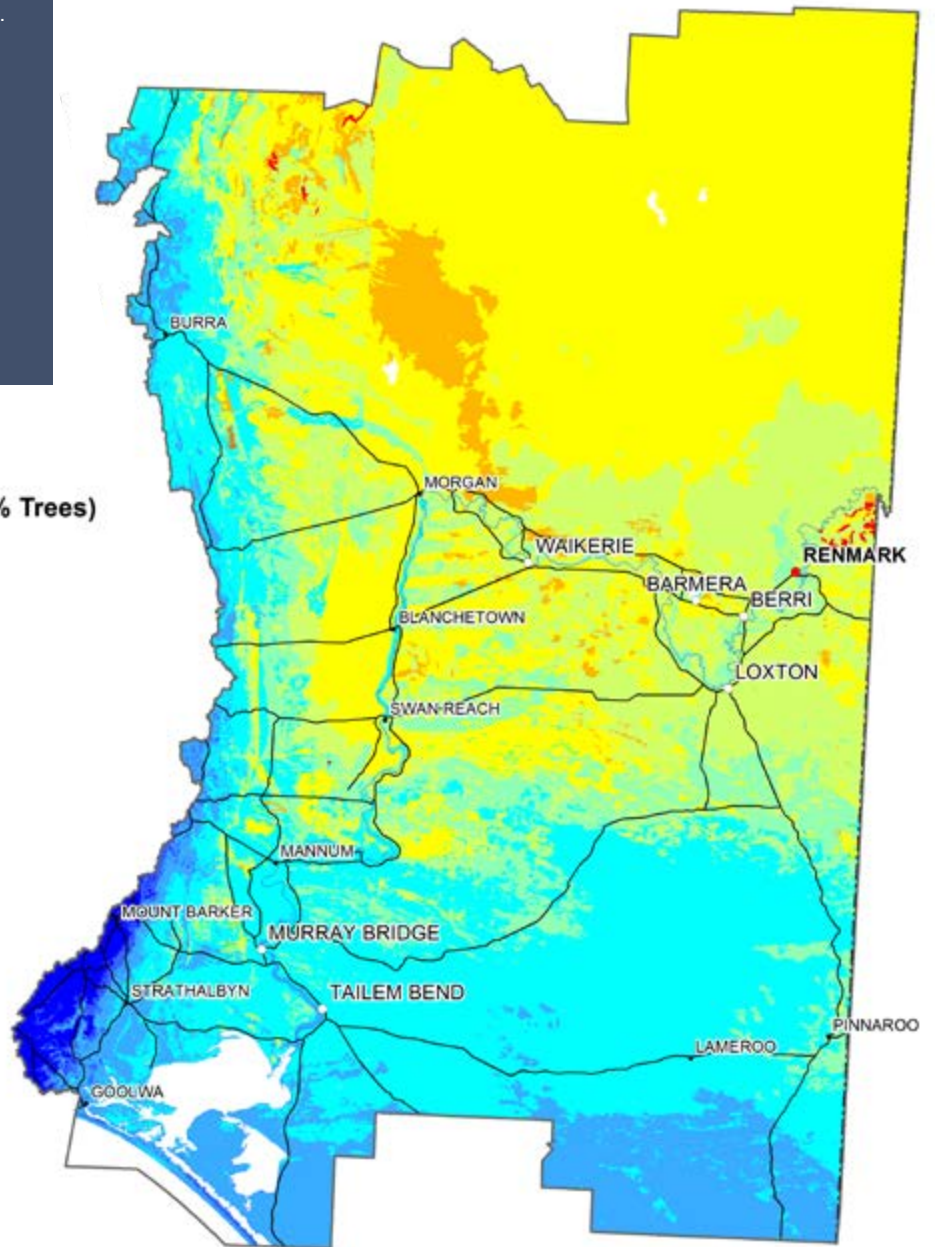 .
BURRA
% Trees)
MORGAN
WAIKERIE
RENMARK
BARMERA
BERRI
BLANCHETOWN
LOXTON
SWAN REACH
MANNUM
MOUNT BARKER
MURRAY BRIDGE
STRATHALBYN
TAILEM BEND
PINNAROO
LAMEROO
GOOLWA